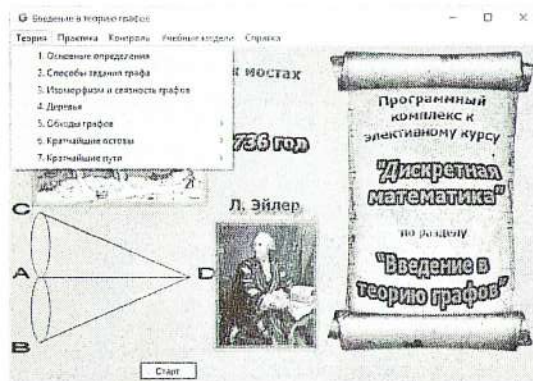 Введение в теорию графов
Теория Практика Контроль Учебные модели Справка
1. Основные определения
2. Способы задания графа
3. Изоморфизм и связность графов
4. Деревья
5. Обходы графов
6. Кратчайшие остовы
7. Кратчайшие пути
х мостах
1736 год
Л. Эйлер
C
A
D
B
Старт
Программный
комплекс к
элективному курсу
"Дискретная
математика"
по разделу
"Введение в
теорию графов"